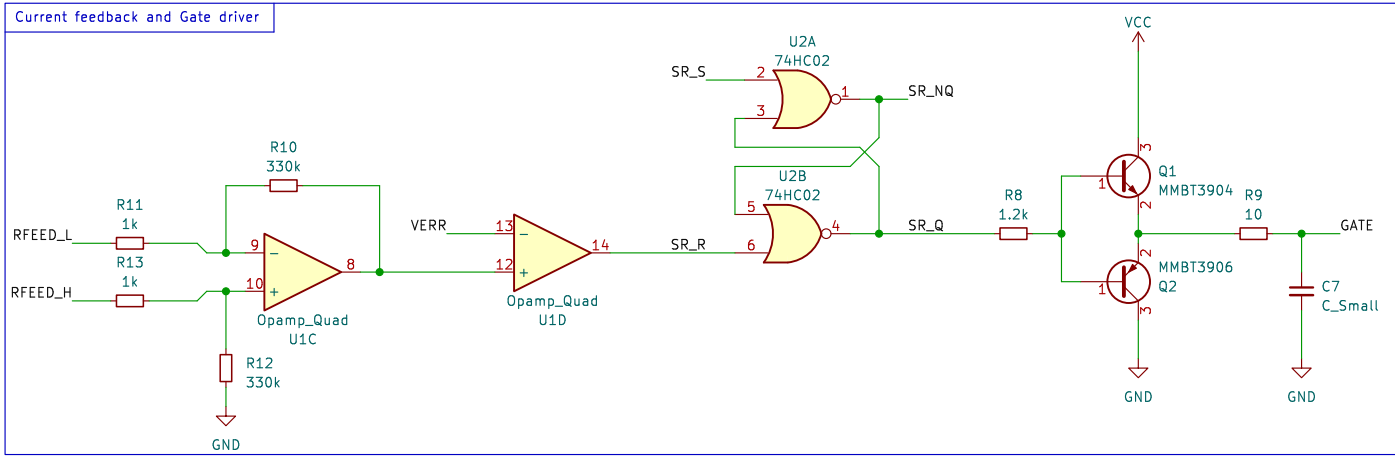 Current feedback and Gate driver
VCC
U2A
74HC02
SR_S
2
1
SR_NQ
3
R10
330k
3
Q1
1
MMBT3904
2
U2B
74HC02
R11
1k
RFEED_L
9
8
R13
1k
RFEED_H
10
Opamp_Quad
U1C
R12
330k
GND
VERR
13
14
12
Opamp_Quad
U1D
SR_R
5
4
6
SR_Q
R8
1.2k
R9
10
GATE
2
MMBT3906
1
Q2
3
C7
C_Small
GND
GND